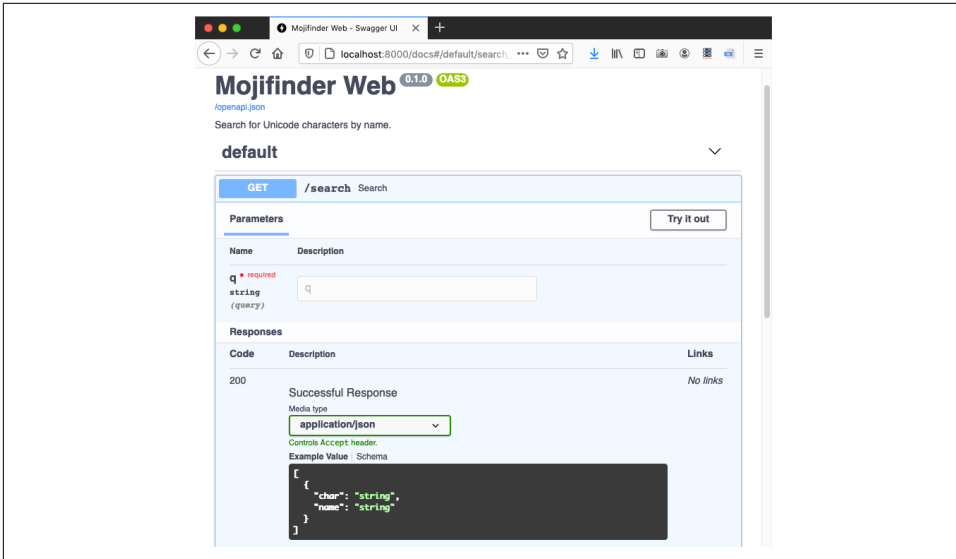 Mojifinder Web - Swagger UI
localhost:8000/docs#/default/search_
Mojifinder Web 0.1.0 OAS3
/openapi.json
Search for Unicode characters by name.
default
GET /search Search
Parameters Try it out
Name Description
q * required
string
(query)
q
Responses
Code Description Links
200 No links
Successful Response
Media type
application/json
Controls Accept header.
Example Value Schema
[
{
"char": "string",
"name": "string"
}
]